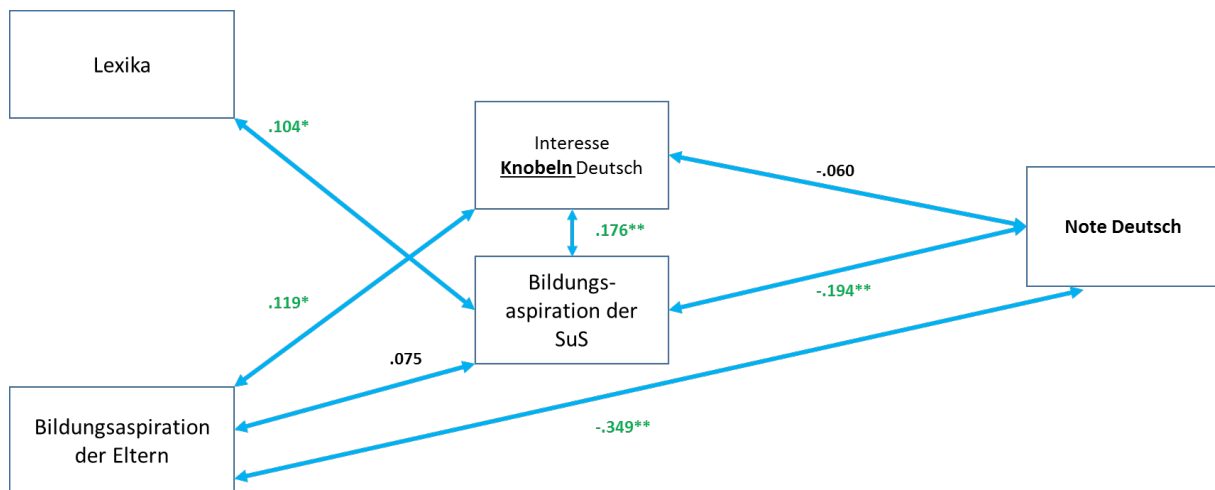 Lexika
.104*
Interesse
Knobeln Deutsch
-.060
.176**
Note Deutsch
Bildungs-
aspiration der
SuS
.119*
-.194**
.075
Bildungsaspiration
der Eltern
-.349**